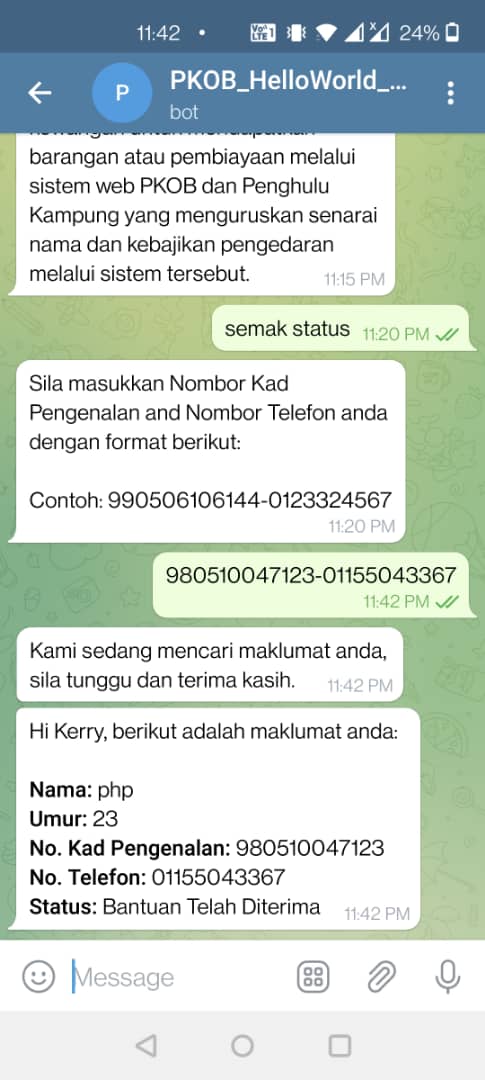 11:42
VoD LTE 1
24%
P
PKOB_HelloWorld_...
bot
barangan atau pembiayaan melalui
sistem web PKOB dan Penghulu
Kampung yang menguruskan senarai
nama dan kebajikan pengedaran
melalui sistem tersebut.
11:15 PM
semak status
11:20 PM
Sila masukkan Nombor Kad
Pengenalan and Nombor Telefon anda
dengan format berikut:
Contoh: 990506106144-0123324567
11:20 PM
980510047123-01155043367
11:42 PM
Kami sedang mencari maklumat anda,
sila tunggu dan terima kasih.
11:42 PM
Hi Kerry, berikut adalah maklumat anda:
Nama: php
Umur: 23
No. Kad Pengenalan: 980510047123
No. Telefon: 01155043367
Status: Bantuan Telah Diterima
11:42 PM
Message